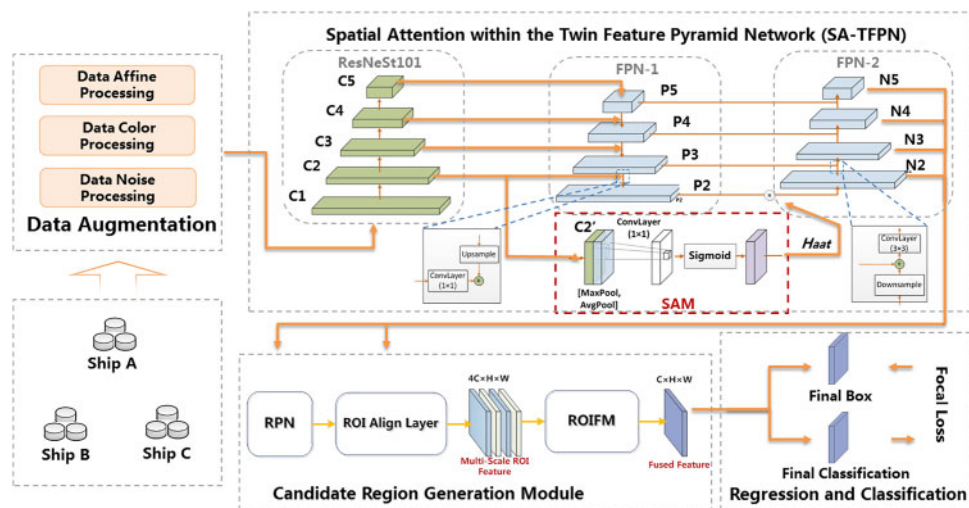 Spatial Attention within the Twin Feature Pyramid Network (SA-TFPN)
Data Affine
Processing
Data Color
Processing
Data Noise
Processing
Data Augmentation
Ship A
Ship B
Ship C
ResNeSt101
C5
C4
C3
C2
C1
FPN-1
P5
P4
P3
P2
P2
FPN-2
N5
N4
N3
N2
Upsample
ConvLayer
(1×1)
C2'
ConvLayer
(1×1)
Sigmoid
[MaxPool,
AvgPool]
SAM
Haat
ConvLayer
(3×3)
Downsample
RPN
ROI Align Layer
4C×H×W
Multi-Scale ROI
Feature
ROIFM
C×H×W
Fused Feature
Candidate Region Generation Module
Final Box
Final Classification
Focal Loss
Regression and Classification